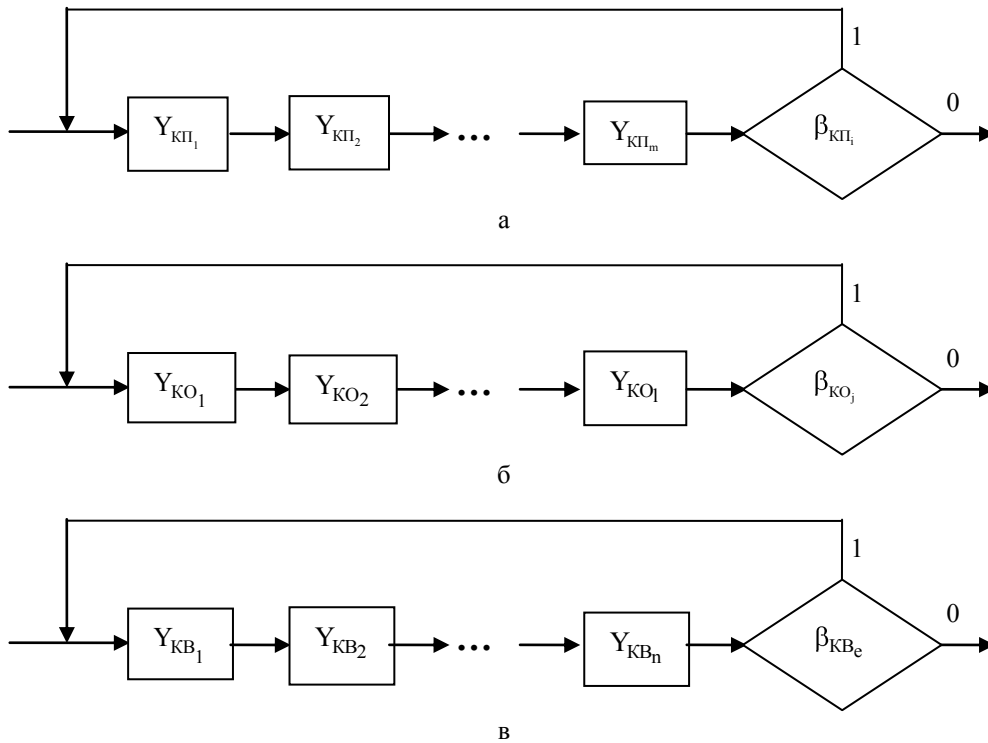 1
0
Y_КП_1
Y_КП_2
...
Y_КП_m
β_КП_i
а
1
0
Y_КО_1
Y_КО_2
...
Y_КО_l
β_КО_j
б
1
0
Y_КВ_1
Y_КВ_2
...
Y_КВ_n
β_КВ_e
в